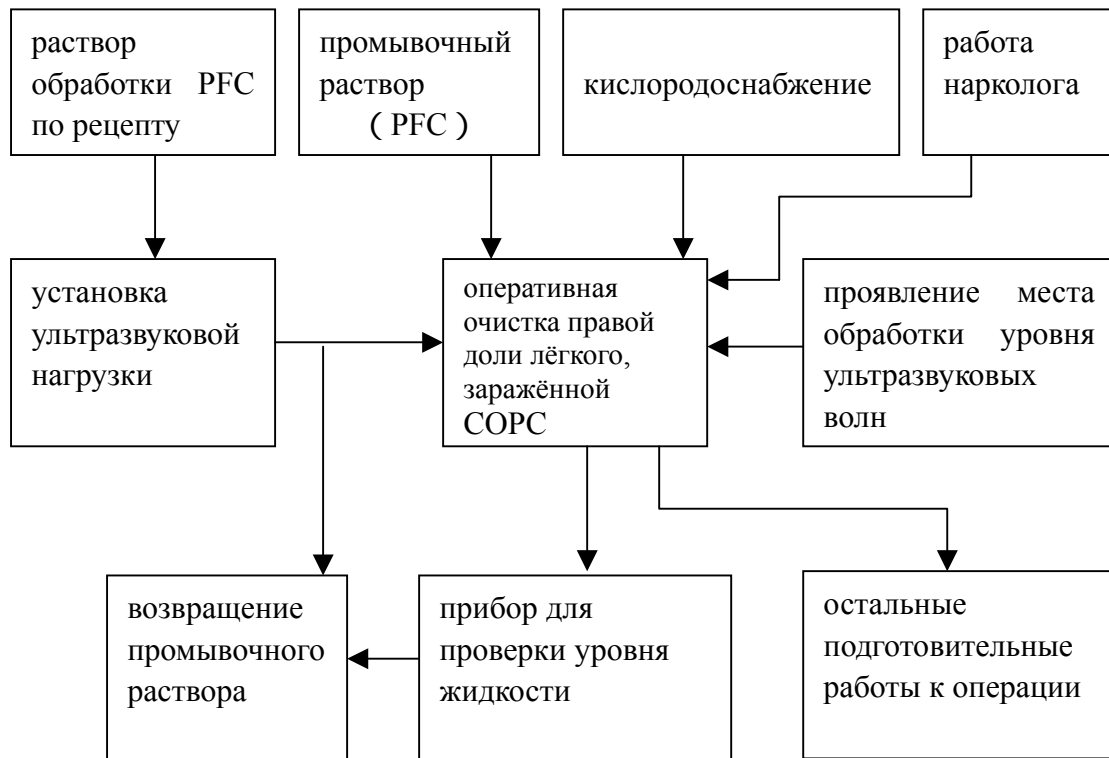 раствор
обработки PFC
по рецепту
промывочный
раствор
( PFC )
кислородоснабжение
работа
нарколога
установка
ультразвуковой
нагрузки
оперативная
очистка правой
доли лёгкого,
заражённой
СОРС
проявление места
обработки уровня
ультразвуковых
волн
возвращение
промывочного
раствора
прибор для
проверки уровня
жидкости
остальные
подготовительные
работы к операции